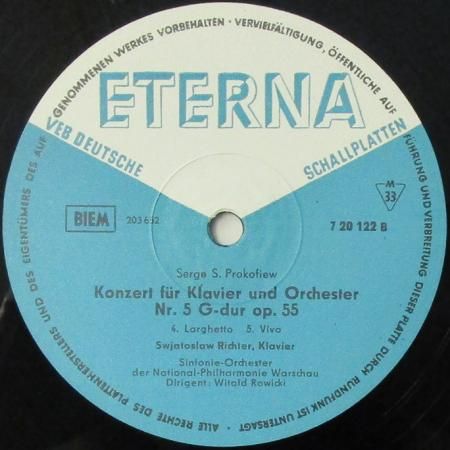 ALLE RECHTE DES PLATTENHERSTELLERS UND DES EIGENTÜMERS DES AUFGENOMMENEN WERKES VORBEHALTEN · VERVIELFÄLTIGUNG, ÖFFENTLICHE AUFFÜHRUNG UND VERBREITUNG DIESER PLATTE DURCH RUNDFUNK IST UNTERSAGT ·
ETERNA
VEB DEUTSCHE SCHALLPLATTEN
BIEM 203 652
M 33
7 20 122 B
Serge S. Prokofiew
Konzert für Klavier und Orchester
Nr. 5 G-dur op. 55
4. Larghetto 5. Vivo
Swjatoslaw Richter, Klavier
Sinfonie-Orchester
der National-Philharmonie Warschau
Dirigent: Witold Rowicki